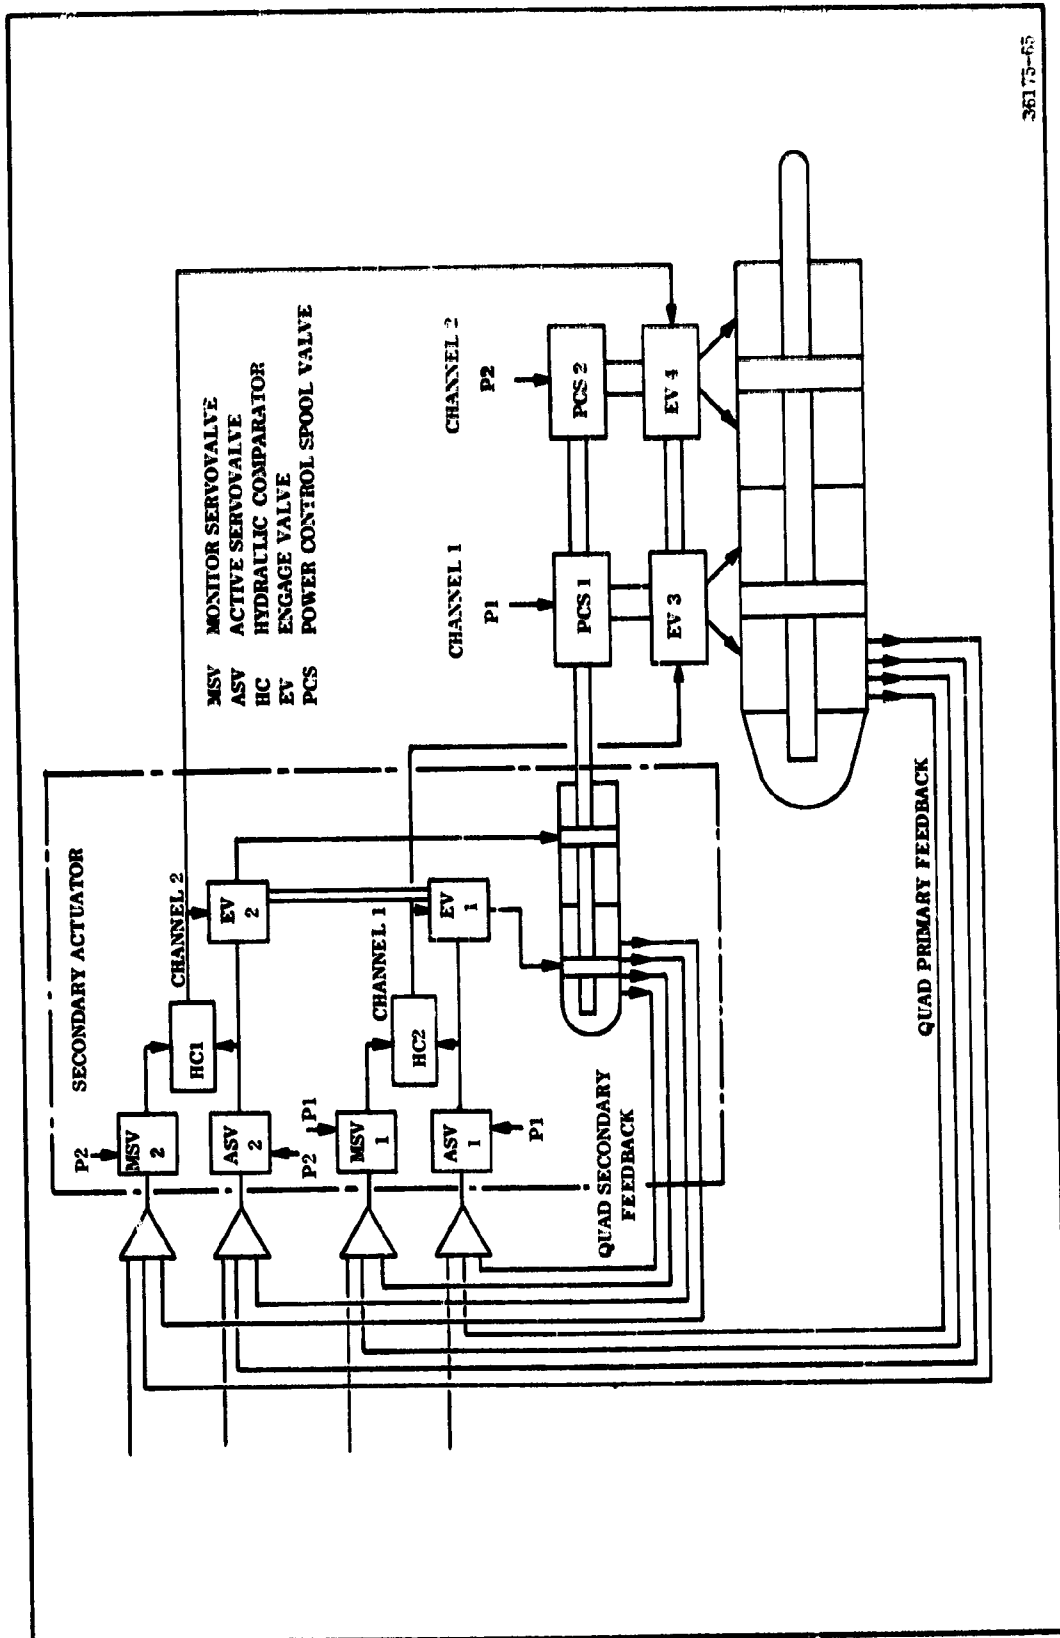 SECONDARY ACTUATOR
P2
MSV
2
HC1
CHANNEL 2
ASV
2
P2
EV
2
P1
MSV
1
HC2
CHANNEL 1
ASV
1
P1
EV
1
MSV MONITOR SERVOVALVE
ASV ACTIVE SERVOVALVE
HC HYDRAULIC COMPARATOR
EV ENGAGE VALVE
PCS POWER CONTROL SPOOL VALVE
CHANNEL 1
P1
PCS 1
EV 3
CHANNEL 2
P2
PCS 2
EV 4
QUAD SECONDARY
FEEDBACK
QUAD PRIMARY FEEDBACK
36175-65